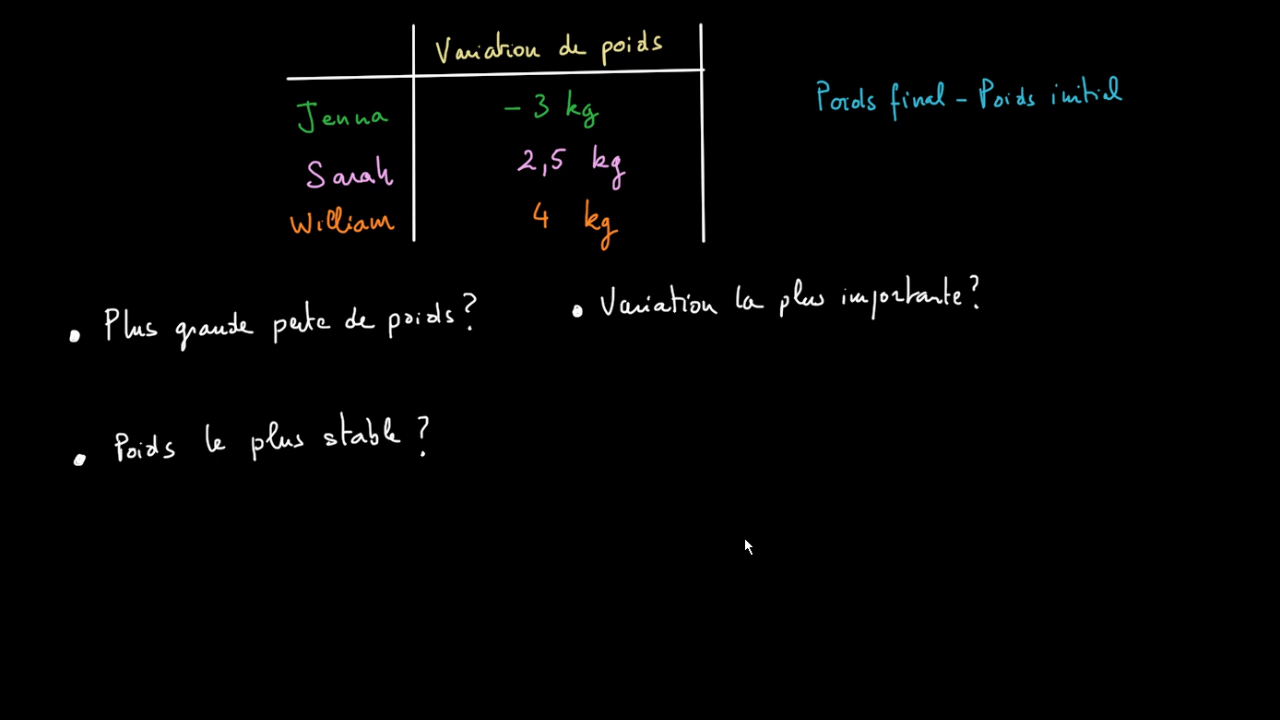 Variation de poids
Jenna - 3 kg
Poids final - Poids initial
Sarah 2,5 kg
William 4 kg
• Plus grande perte de poids ?
• Variation la plus importante ?
• Poids le plus stable ?